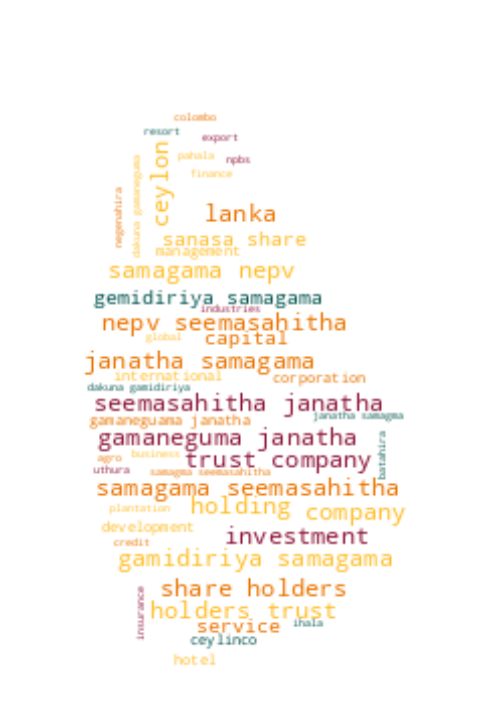 colombo
resort
export
pahala
npbs
finance
dakuna gamaneguma
ceylon
negenahira
lanka
sanasa share
management
samagama nepv
gemidiriya samagama
industries
nepv seemasahitha
global
capital
janatha samagama
international
corporation
dakuna gamidiriya
seemasahitha janatha
janatha samagma
gamaneguama janatha
gamaneguma janatha
batahira
agro
business
trust company
uthura
samagma seemasahitha
samagama seemasahitha
plantation
holding
company
development
investment
credit
gamidiriya samagama
share holders
insurance
holders trust
service
ihala
ceylinco
hotel